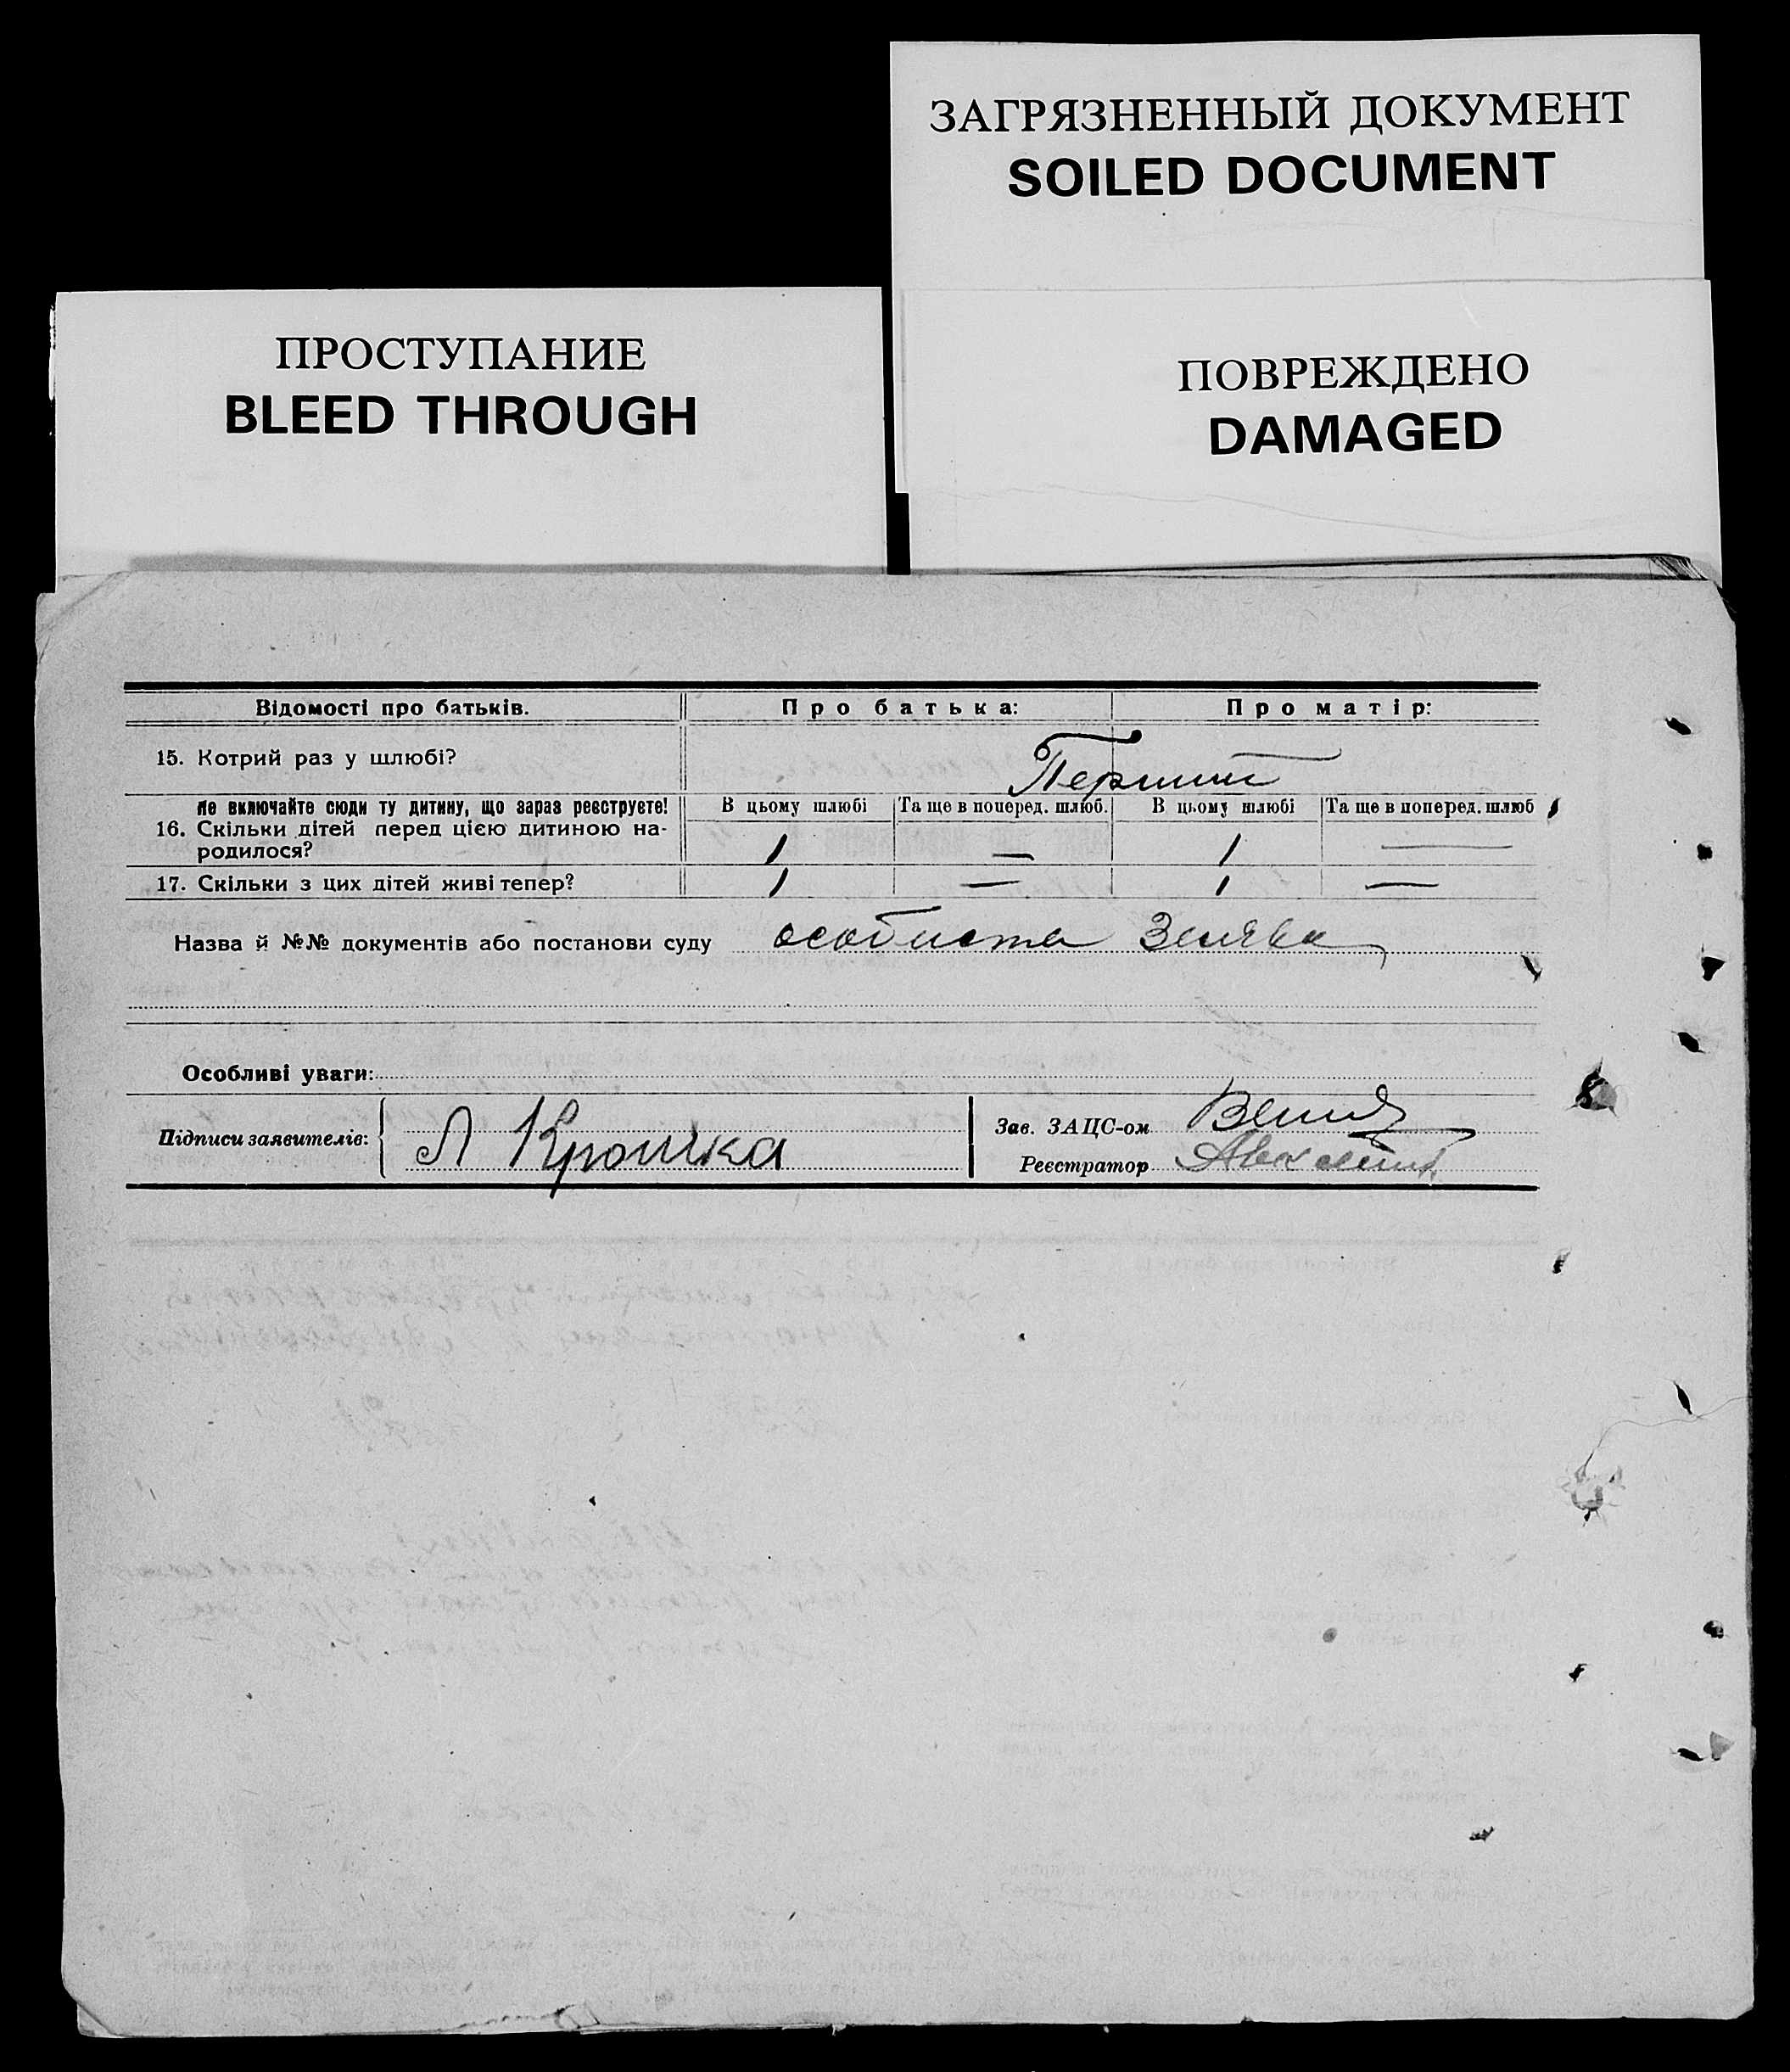 ЗАГРЯЗНЕННЫЙ ДОКУМЕНТ
SOILED DOCUMENT
ПРОСТУПАНИЕ
BLEED THROUGH
ПОВРЕЖДЕНО
DAMAGED
Відомості про батьків. Про батька: Про матір:
15. Котрий раз у шлюбі? Перший
Не включайте сюди ту дитину, що зараз реєструєте! В цьому шлюбі Та ще в поперед. шлюб. В цьому шлюбі Та ще в поперед. шлюб
16. Скільки дітей перед цією дитиною на-
родилося? 1 — 1 —
17. Скільки з цих дітей живі тепер? 1 — 1 —
Назва й №№ документів або постанови суду особиста Заява
Особливі уваги:
Підписи заявителів: Л Крошка
Зав. ЗАЦС-ом
Реєстратор